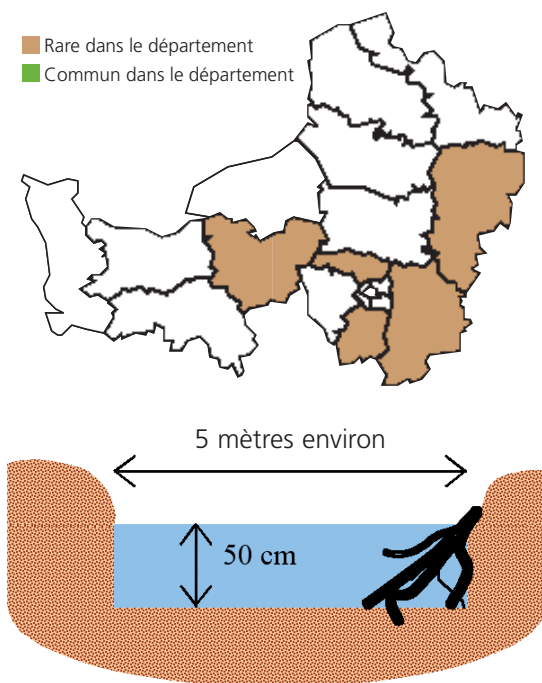 Rare dans le département
Commun dans le département
5 mètres environ
50 cm